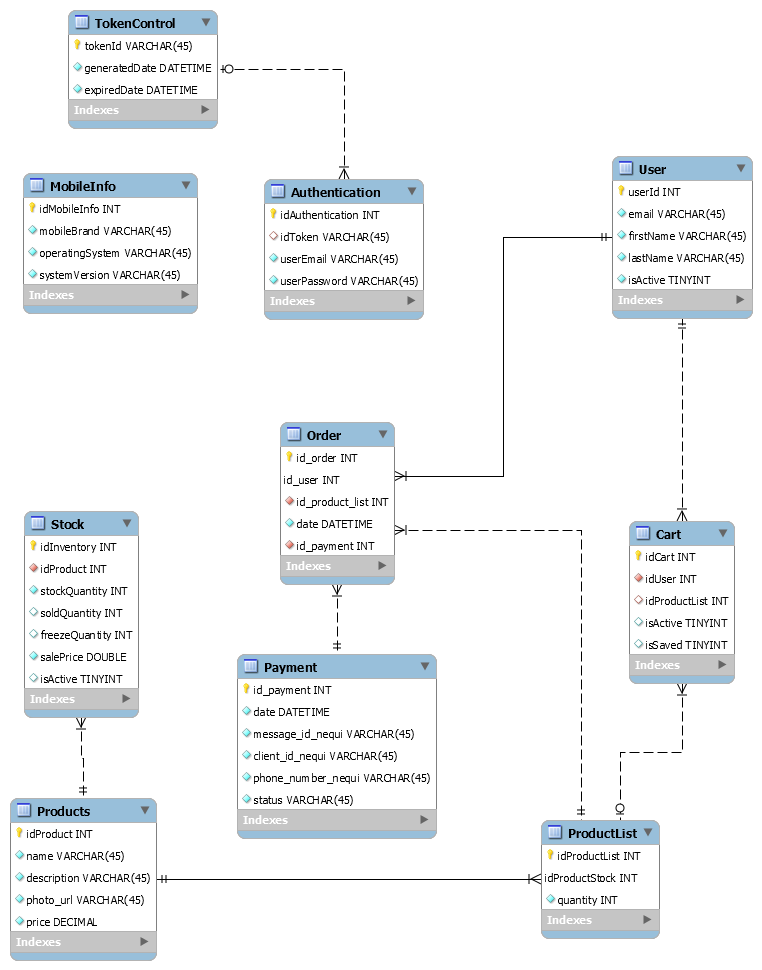 TokenControl
tokenId VARCHAR(45)
generatedDate DATETIME
expiredDate DATETIME
Indexes
MobileInfo
idMobileInfo INT
mobileBrand VARCHAR(45)
operatingSystem VARCHAR(45)
systemVersion VARCHAR(45)
Indexes
Authentication
idAuthentication INT
idToken VARCHAR(45)
userEmail VARCHAR(45)
userPassword VARCHAR(45)
Indexes
User
userId INT
email VARCHAR(45)
firstName VARCHAR(45)
lastName VARCHAR(45)
isActive TINYINT
Indexes
Order
id_order INT
id_user INT
id_product_list INT
date DATETIME
id_payment INT
Indexes
Stock
idInventory INT
idProduct INT
stockQuantity INT
soldQuantity INT
freezeQuantity INT
salePrice DOUBLE
isActive TINYINT
Indexes
Cart
idCart INT
idUser INT
idProductList INT
isActive TINYINT
isSaved TINYINT
Indexes
Payment
id_payment INT
date DATETIME
message_id_nequi VARCHAR(45)
client_id_nequi VARCHAR(45)
phone_number_nequi VARCHAR(45)
status VARCHAR(45)
Indexes
Products
idProduct INT
name VARCHAR(45)
description VARCHAR(45)
photo_url VARCHAR(45)
price DECIMAL
Indexes
ProductList
idProductList INT
idProductStock INT
quantity INT
Indexes